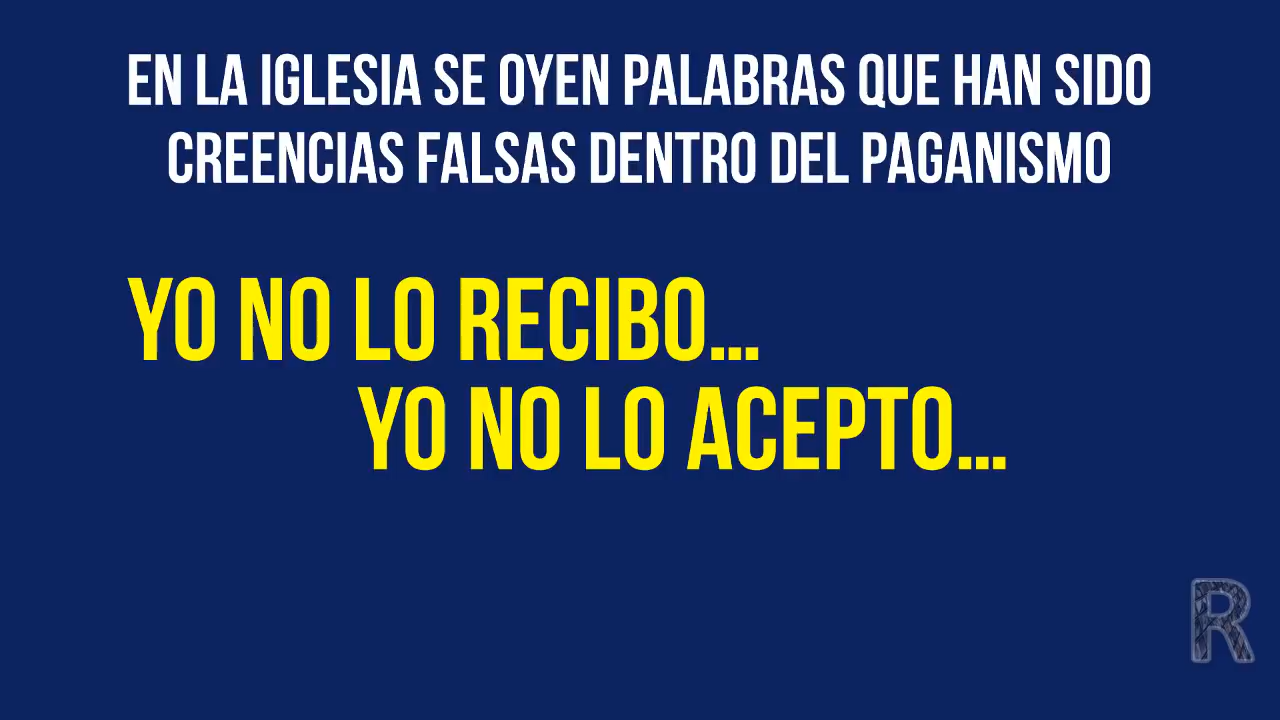 EN LA IGLESIA SE OYEN PALABRAS QUE HAN SIDO
CREENCIAS FALSAS DENTRO DEL PAGANISMO
YO NO LO RECIBO...
YO NO LO ACEPTO...
R